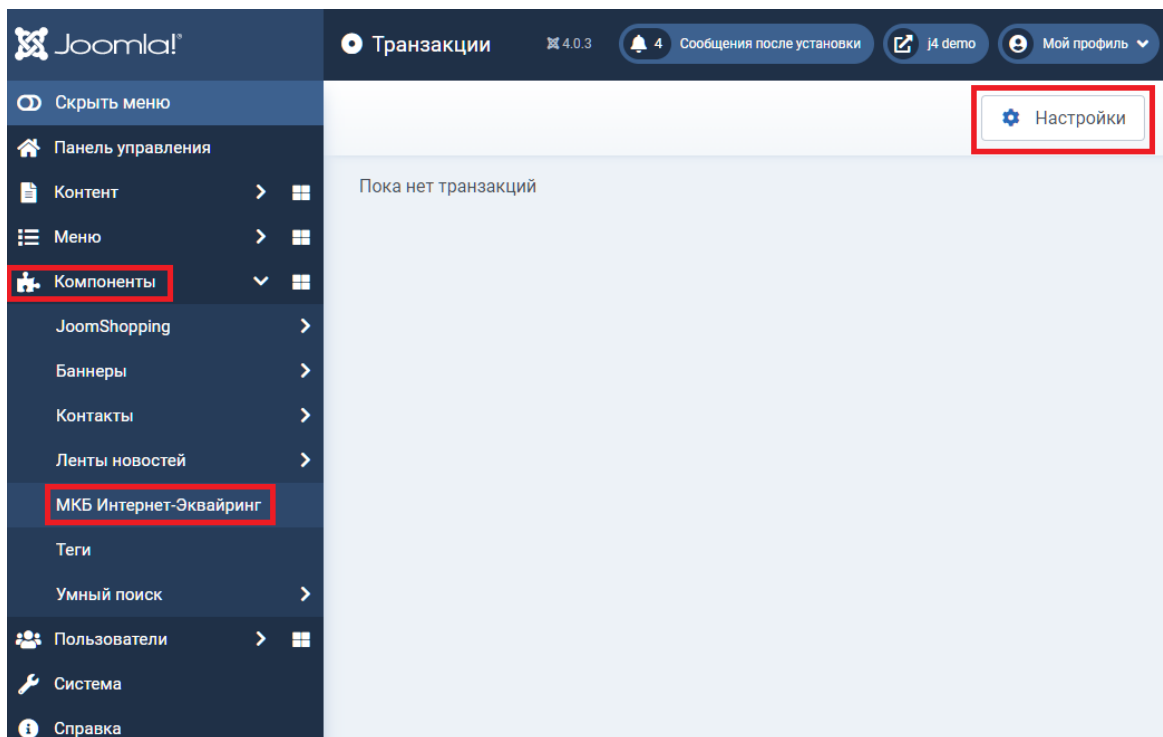 Joomla!®
Транзакции
4.0.3
4 Сообщения после установки
j4 demo
Мой профиль
Скрыть меню
Настройки
Панель управления
Контент
Пока нет транзакций
Меню
Компоненты
JoomShopping
Баннеры
Контакты
Ленты новостей
МКБ Интернет-Эквайринг
Теги
Умный поиск
Пользователи
Система
Справка